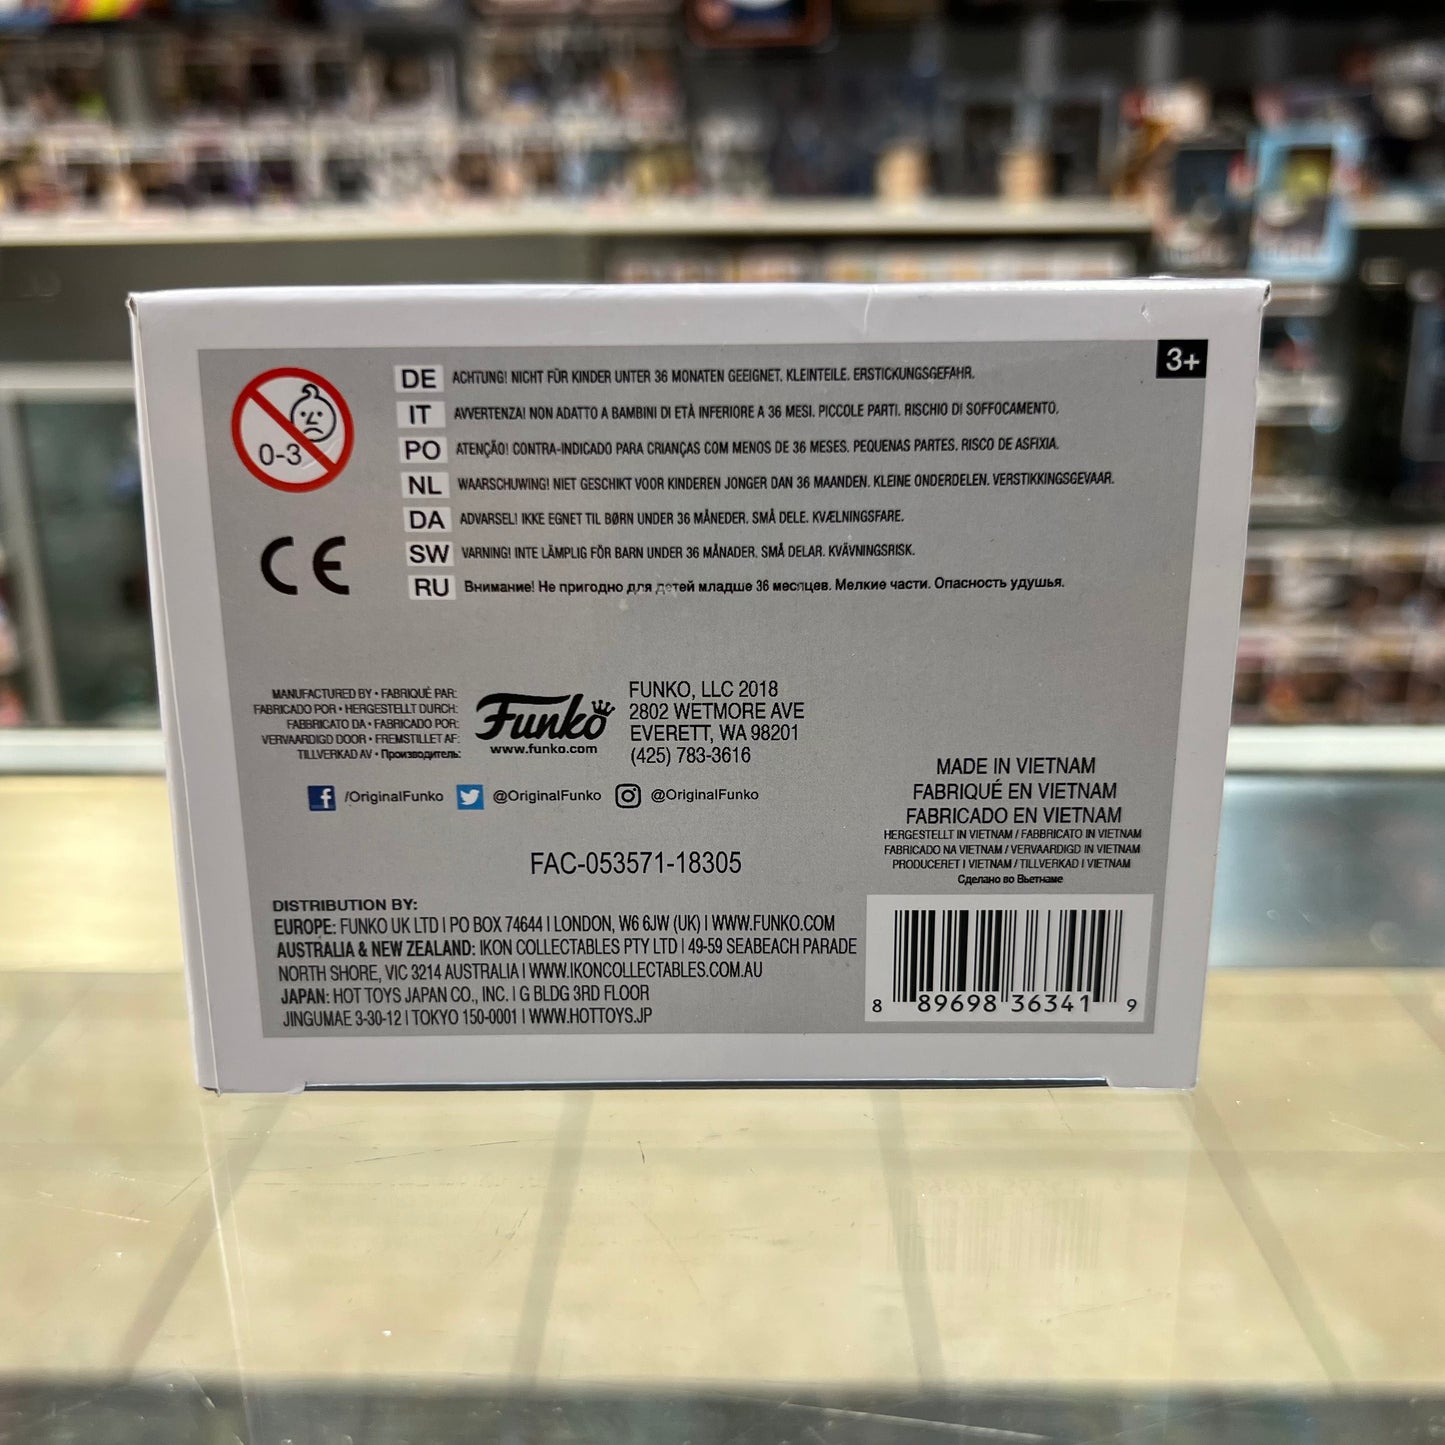 3+
0-3
DE ACHTUNG! NICHT FÜR KINDER UNTER 36 MONATEN GEEIGNET. KLEINTEILE. ERSTICKUNGSGEFAHR.
IT AVVERTENZA! NON ADATTO A BAMBINI DI ETÀ INFERIORE A 36 MESI. PICCOLE PARTI. RISCHIO DI SOFFOCAMENTO.
PO ATENÇÃO! CONTRA-INDICADO PARA CRIANÇAS COM MENOS DE 36 MESES. PEQUENAS PARTES. RISCO DE ASFIXIA.
NL WAARSCHUWING! NIET GESCHIKT VOOR KINDEREN JONGER DAN 36 MAANDEN. KLEINE ONDERDELEN. VERSTIKKINGSGEVAAR.
DA ADVARSEL! IKKE EGNET TIL BØRN UNDER 36 MÅNEDER. SMÅ DELE. KVÆLNINGSFARE.
SW VARNING! INTE LÄMPLIG FÖR BARN UNDER 36 MÅNADER. SMÅ DELAR. KVÄVNINGSRISK.
RU Внимание! Не пригодно для детей младше 36 месяцев. Мелкие части. Опасность удушья.
CE
MANUFACTURED BY • FABRIQUÉ PAR:
FABRICADO POR • HERGESTELLT DURCH:
FABBRICATO DA • FABRICADO POR:
VERVAARDIGD DOOR • FREMSTILLET AF:
TILLVERKAD AV • Производитель:
Funko
www.funko.com
FUNKO, LLC 2018
2802 WETMORE AVE
EVERETT, WA 98201
(425) 783-3616
/OriginalFunko @OriginalFunko @OriginalFunko
MADE IN VIETNAM
FABRIQUÉ EN VIETNAM
FABRICADO EN VIETNAM
HERGESTELLT IN VIETNAM / FABBRICATO IN VIETNAM
FABRICADO NA VIETNAM / VERVAARDIGD IN VIETNAM
PRODUCERET I VIETNAM / TILLVERKAD I VIETNAM
Сделано во Вьетнаме
FAC-053571-18305
DISTRIBUTION BY:
EUROPE: FUNKO UK LTD | PO BOX 74644 | LONDON, W6 6JW (UK) | WWW.FUNKO.COM
AUSTRALIA & NEW ZEALAND: IKON COLLECTABLES PTY LTD | 49-59 SEABEACH PARADE
NORTH SHORE, VIC 3214 AUSTRALIA | WWW.IKONCOLLECTABLES.COM.AU
JAPAN: HOT TOYS JAPAN CO., INC. | G BLDG 3RD FLOOR
JINGUMAE 3-30-12 | TOKYO 150-0001 | WWW.HOTTOYS.JP
8 89698 36341 9